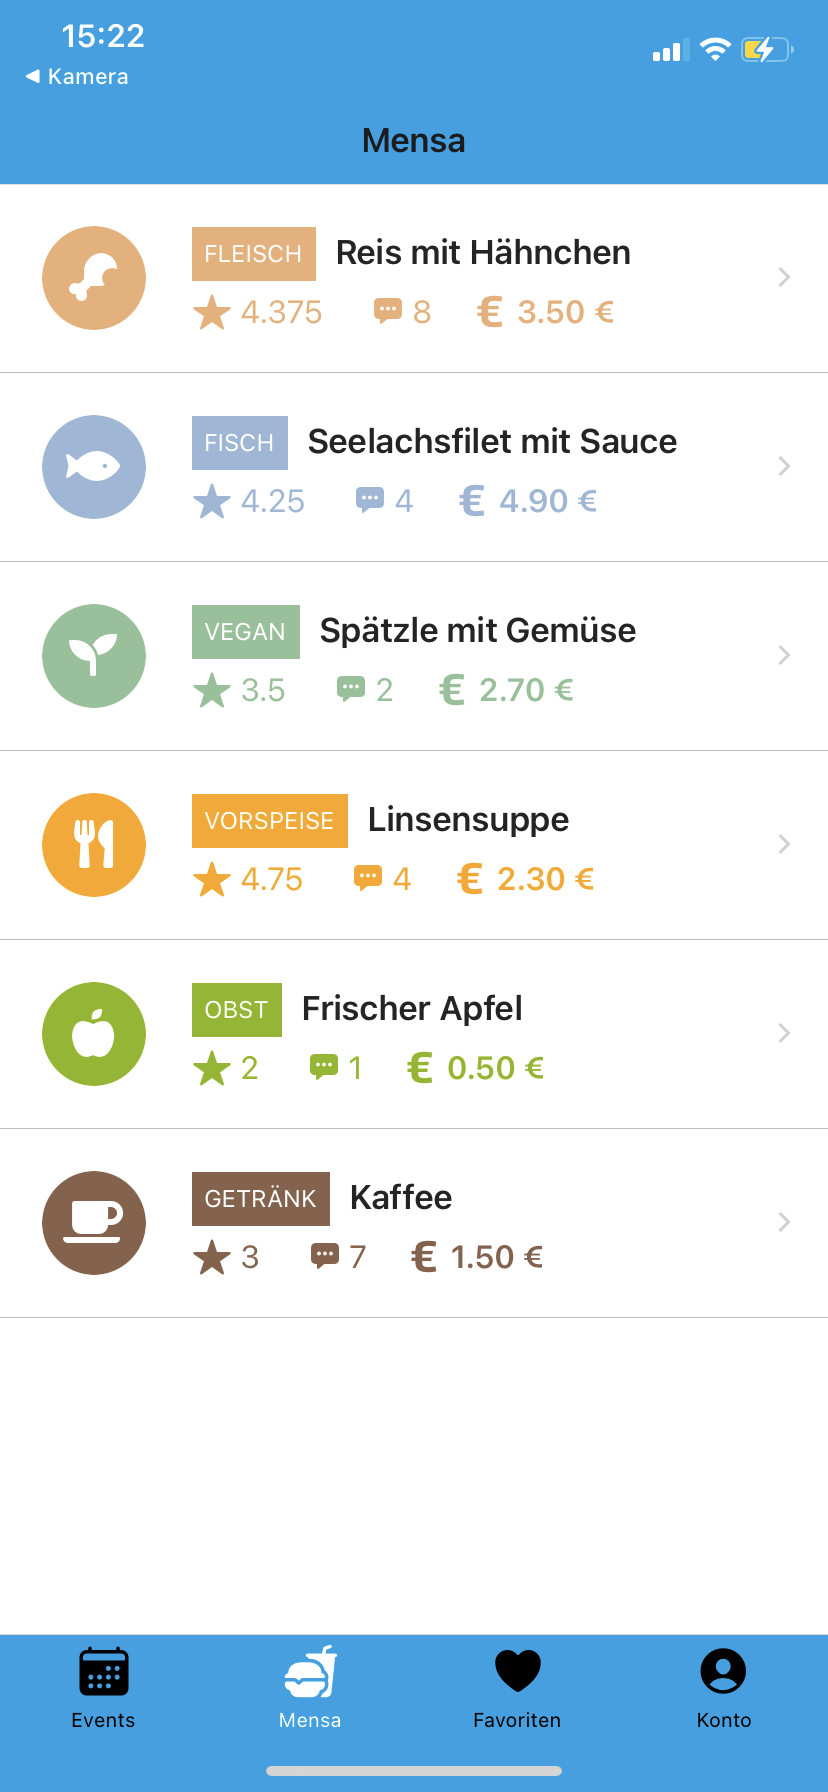 15:22
◀ Kamera
Mensa
FLEISCH Reis mit Hähnchen
4.375 8 € 3.50 €
FISCH Seelachsfilet mit Sauce
4.25 4 € 4.90 €
VEGAN Spätzle mit Gemüse
3.5 2 € 2.70 €
VORSPEISE Linsensuppe
4.75 4 € 2.30 €
OBST Frischer Apfel
2 1 € 0.50 €
GETRÄNK Kaffee
3 7 € 1.50 €
Events Mensa Favoriten Konto